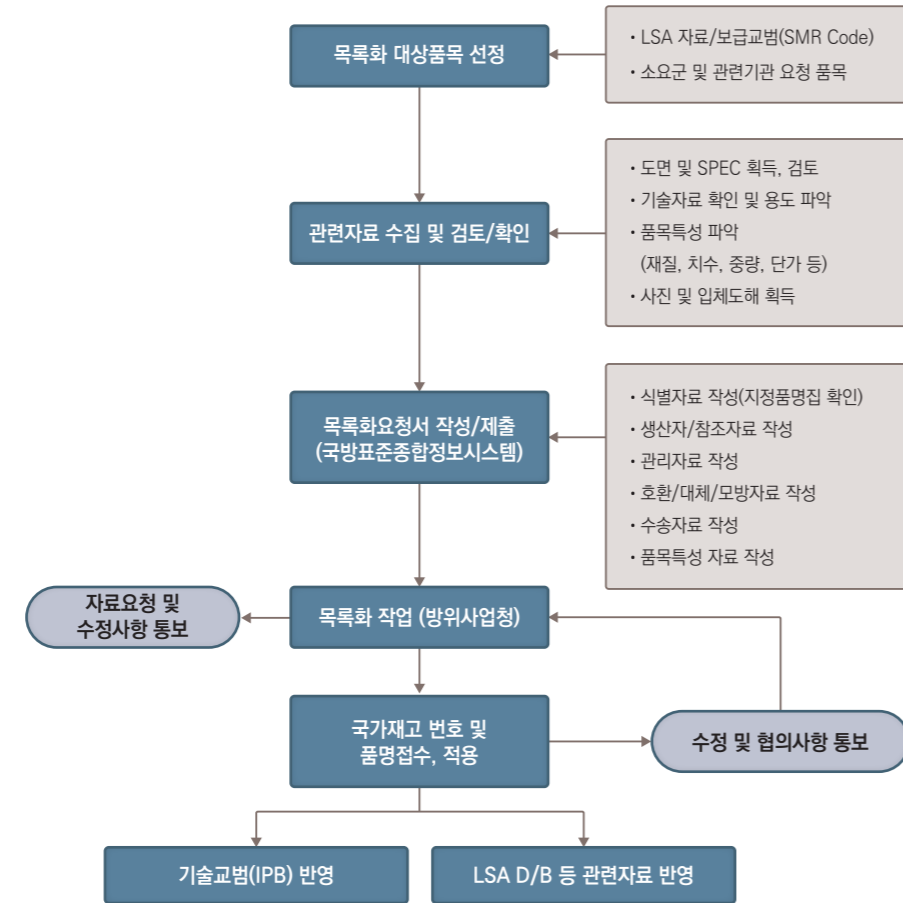 목록화 대상품목 선정
· LSA 자료/보급교범(SMR Code)
· 소요군 및 관련기관 요청 품목
관련자료 수집 및 검토/확인
· 도면 및 SPEC 획득, 검토
· 기술자료 확인 및 용도 파악
· 품목특성 파악
(재질, 치수, 중량, 단가 등)
· 사진 및 입체도해 획득
목록화요청서 작성/제출
(국방표준종합정보시스템)
· 식별자료 작성(지정품명집 확인)
· 생산자/참조자료 작성
· 관리자료 작성
· 호환/대체/모방자료 작성
· 수송자료 작성
· 품목특성 자료 작성
자료요청 및
수정사항 통보
목록화 작업 (방위사업청)
국가재고 번호 및
품명접수, 적용
수정 및 협의사항 통보
기술교범(IPB) 반영
LSA D/B 등 관련자료 반영